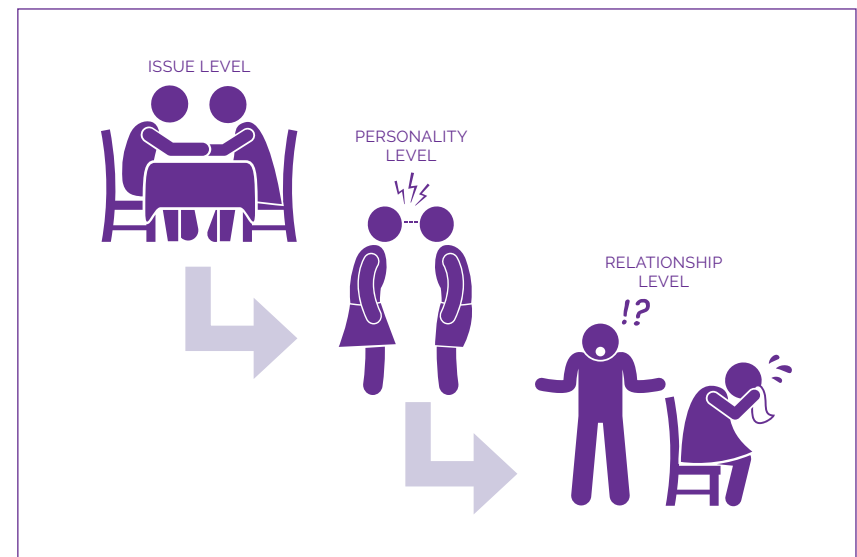 ISSUE LEVEL
PERSONALITY
LEVEL
RELATIONSHIP
LEVEL
!?